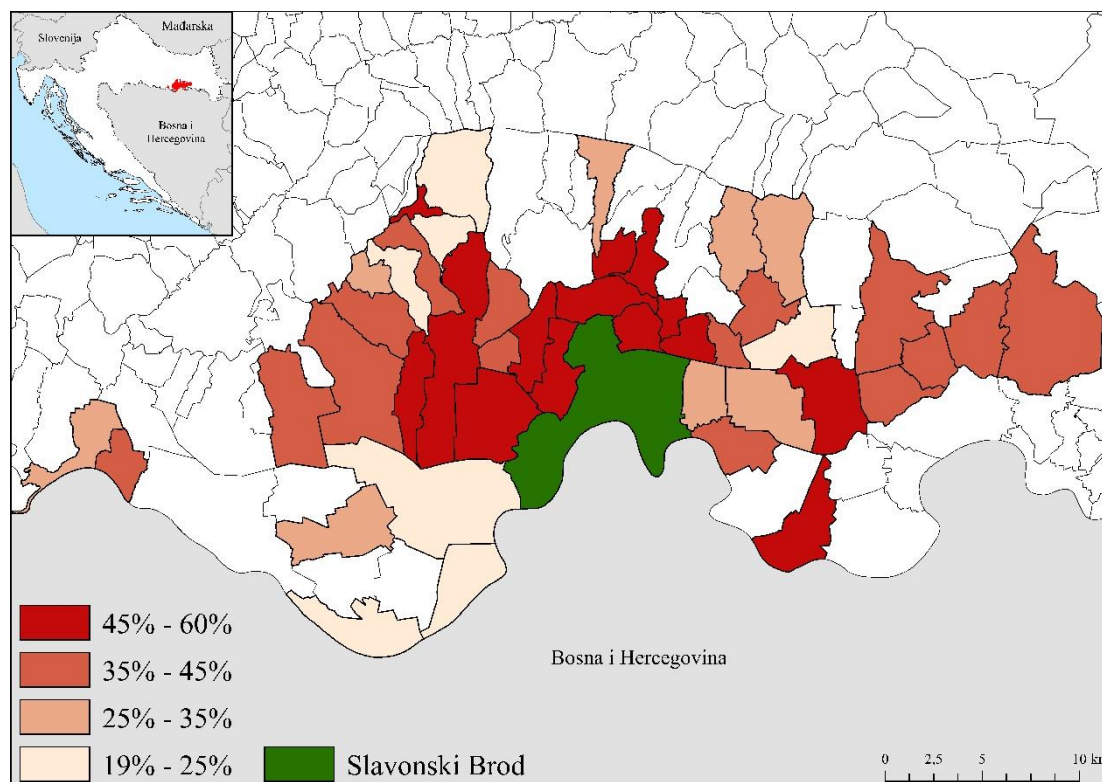 Slovenija
Mađarska
Bosna i
Hercegovina
Bosna i Hercegovina
45% - 60%
35% - 45%
25% - 35%
19% - 25%
Slavonski Brod
0 2,5 5 10 km